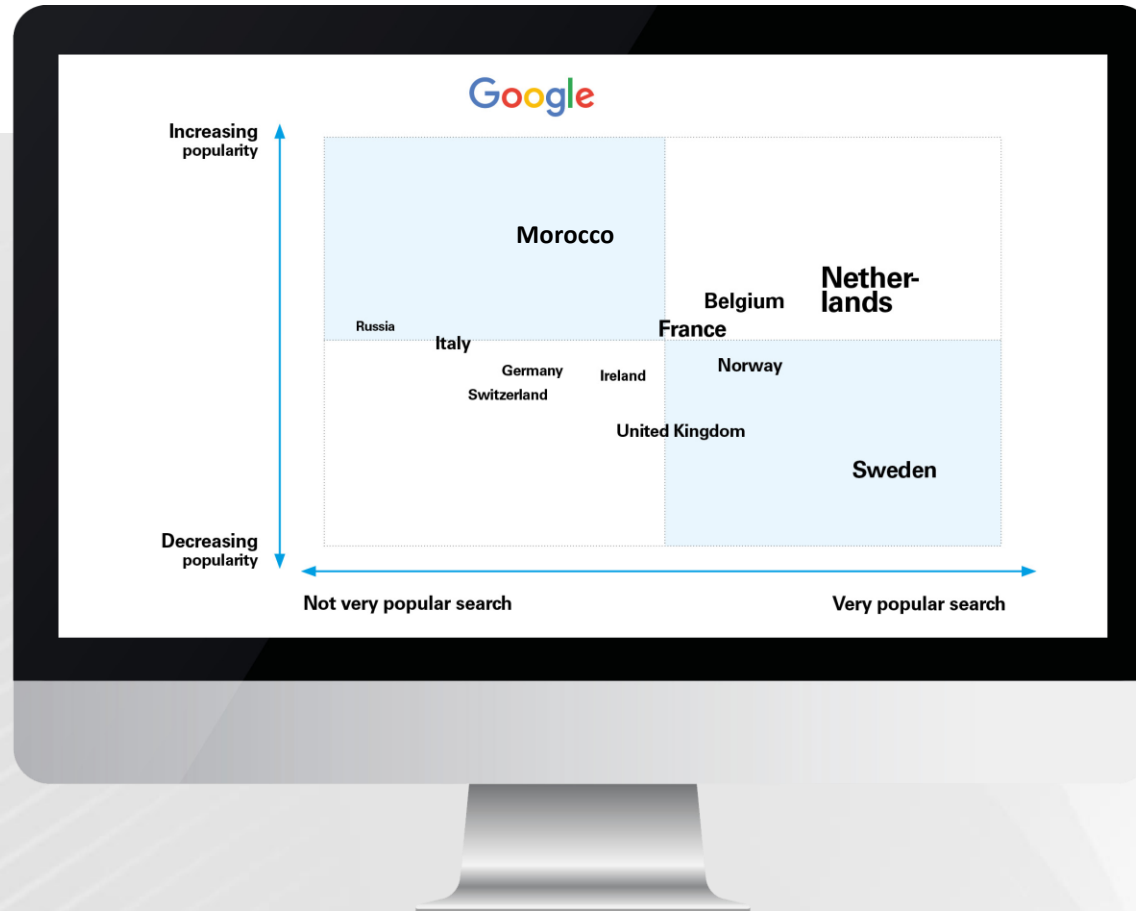 Google
Increasing
popularity
Morocco
Nether-
lands
Belgium
Russia
France
Italy
Norway
Germany
Ireland
Switzerland
United Kingdom
Sweden
Decreasing
popularity
Not very popular search
Very popular search